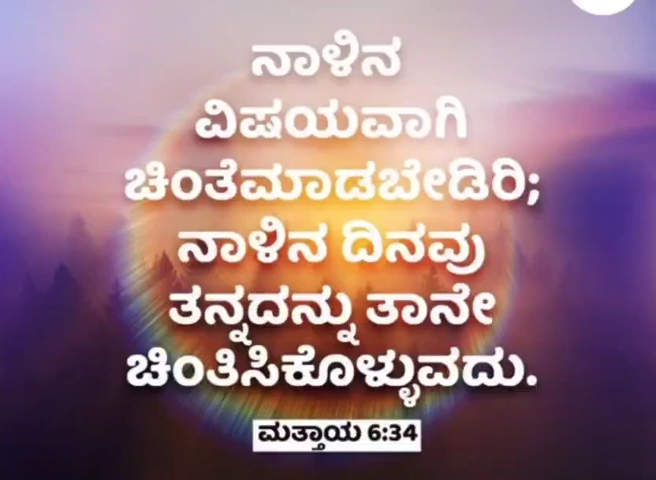 ನಾಳಿನ
ವಿಷಯವಾಗಿ
ಚಿಂತೆಮಾಡಬೇಡಿರಿ;
ನಾಳಿನ ದಿನವು
ತನ್ನದನ್ನು ತಾನೇ
ಚಿಂತಿಸಿಕೊಳ್ಳುವದು.
ಮತ್ತಾಯ 6:34